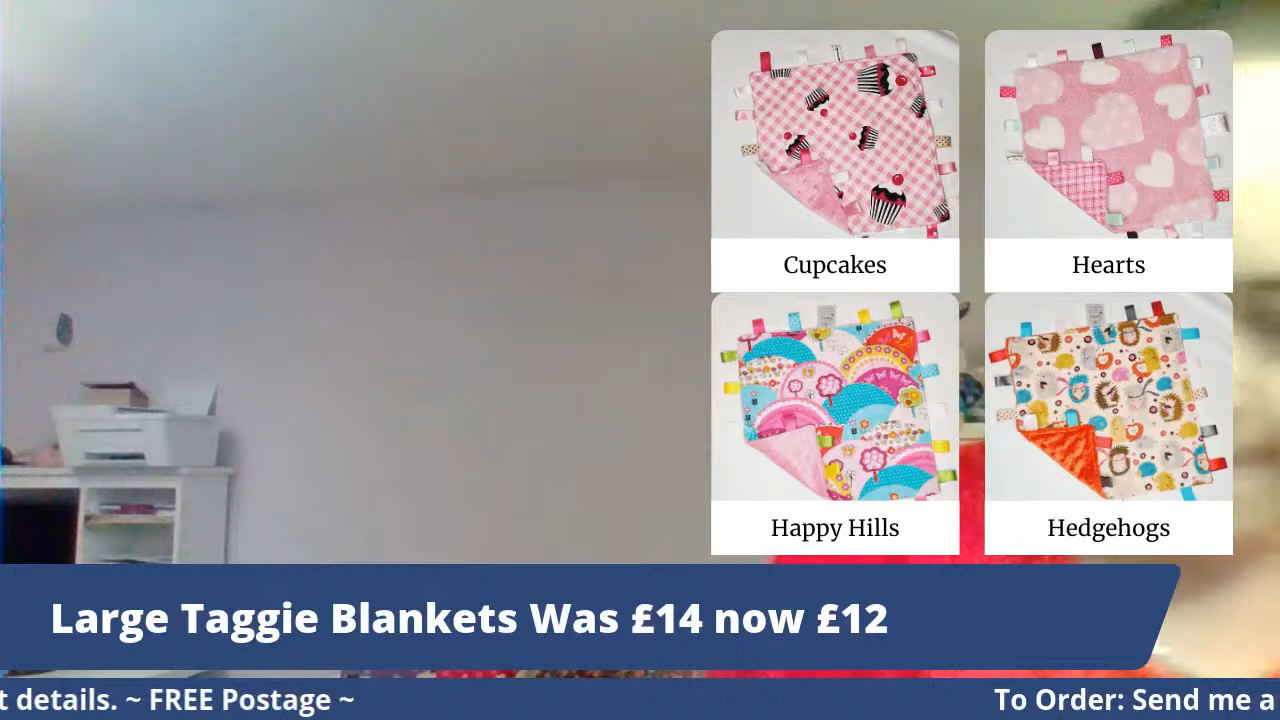 Cupcakes
Hearts
Happy Hills
Hedgehogs
Large Taggie Blankets Was £14 now £12
t details. ~ FREE Postage ~
To Order: Send me a